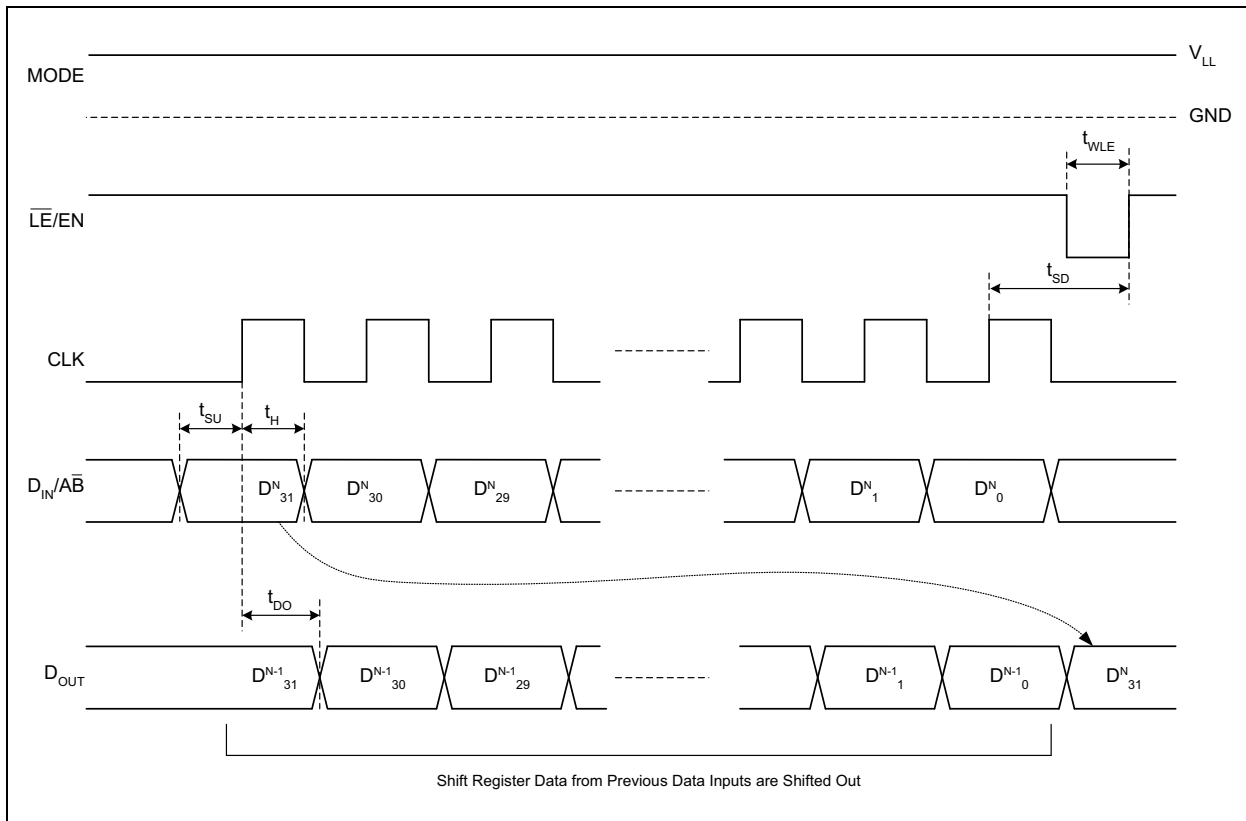 V_LL
MODE
GND
t_WLE
L̅E̅/EN
t_SD
CLK
t_SU t_H
D_IN/AB̅ D^N_31 D^N_30 D^N_29 D^N_1 D^N_0
t_DO
D_OUT D^N-1_31 D^N-1_30 D^N-1_29 D^N-1_1 D^N-1_0 D^N_31
Shift Register Data from Previous Data Inputs are Shifted Out